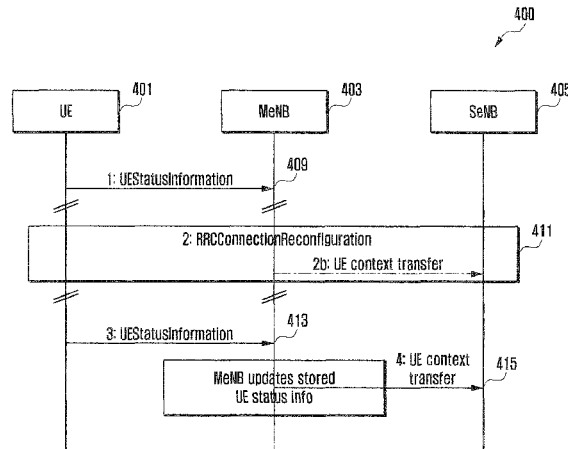 400
401
403
405
UE
MeNB
SeNB
1: UEStatusInformation
409
2: RRCConnectionReconfiguration
411
2b: UE context transfer
3: UEStatusInformation
413
4: UE context
transfer
415
MeNB updates stored
UE status info